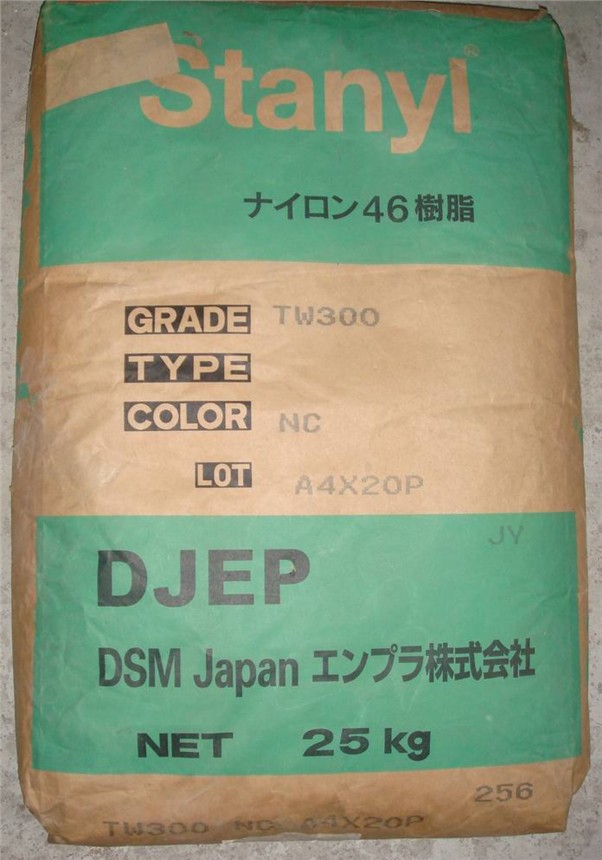 Stanyl®
ナイロン46樹脂
GRADE TW300
TYPE
COLOR NC
LOT A4X20P
JY
DJEP
DSM Japan エンプラ株式会社
NET 25 kg
256
TW300 NC A4X20P